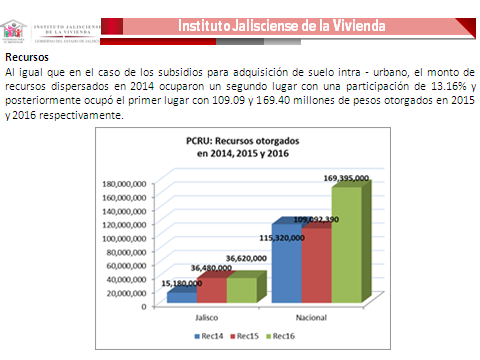 INSTITUTO JALISCIENSE
DE LA VIVIENDA
GOBIERNO DEL ESTADO DE JALISCO
Instituto Jalisciense de la Vivienda
Recursos
Al igual que en el caso de los subsidios para adquisición de suelo intra - urbano, el monto de
recursos dispersados en 2014 ocuparon un segundo lugar con una participación de 13.16% y
posteriormente ocupó el primer lugar con 109.09 y 169.40 millones de pesos otorgados en 2015
y 2016 respectivamente.
PCRU: Recursos otorgados
en 2014, 2015 y 2016
180,000,000
160,000,000
140,000,000
120,000,000
100,000,000
80,000,000
60,000,000
40,000,000
20,000,000
0
15,180,000
36,480,000
36,620,000
115,320,000
109,092,390
169,395,000
Jalisco
Nacional
Rec14
Rec15
Rec16